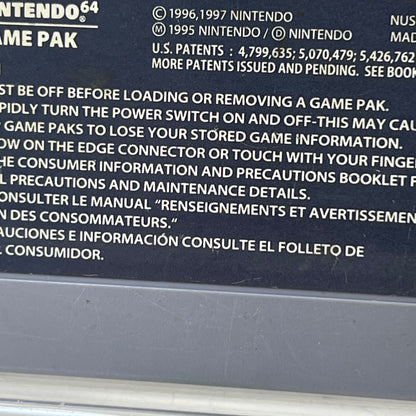 NINTENDO64
GAME PAK
© 1996,1997 NINTENDO
Ⓜ 1995 NINTENDO / Ⓓ NINTENDO
U.S. PATENTS : 4,799,635; 5,070,479; 5,426,762
MORE PATENTS ISSUED AND PENDING. SEE BOOK
NUS
MAD
ST BE OFF BEFORE LOADING OR REMOVING A GAME PAK.
PIDLY TURN THE POWER SWITCH ON AND OFF-THIS MAY CAU
GAME PAKS TO LOSE YOUR STORED GAME INFORMATION.
OW ON THE EDGE CONNECTOR OR TOUCH WITH YOUR FINGER
HE CONSUMER INFORMATION AND PRECAUTIONS BOOKLET F
L PRECAUTIONS AND MAINTENANCE DETAILS.
ONSULTER LE MANUAL “RENSEIGNEMENTS ET AVERTISSEMEN
N DES CONSOMMATEURS.“
AUCIONES E INFORMACIÓN CONSULTE EL FOLLETO DE
L CONSUMIDOR.